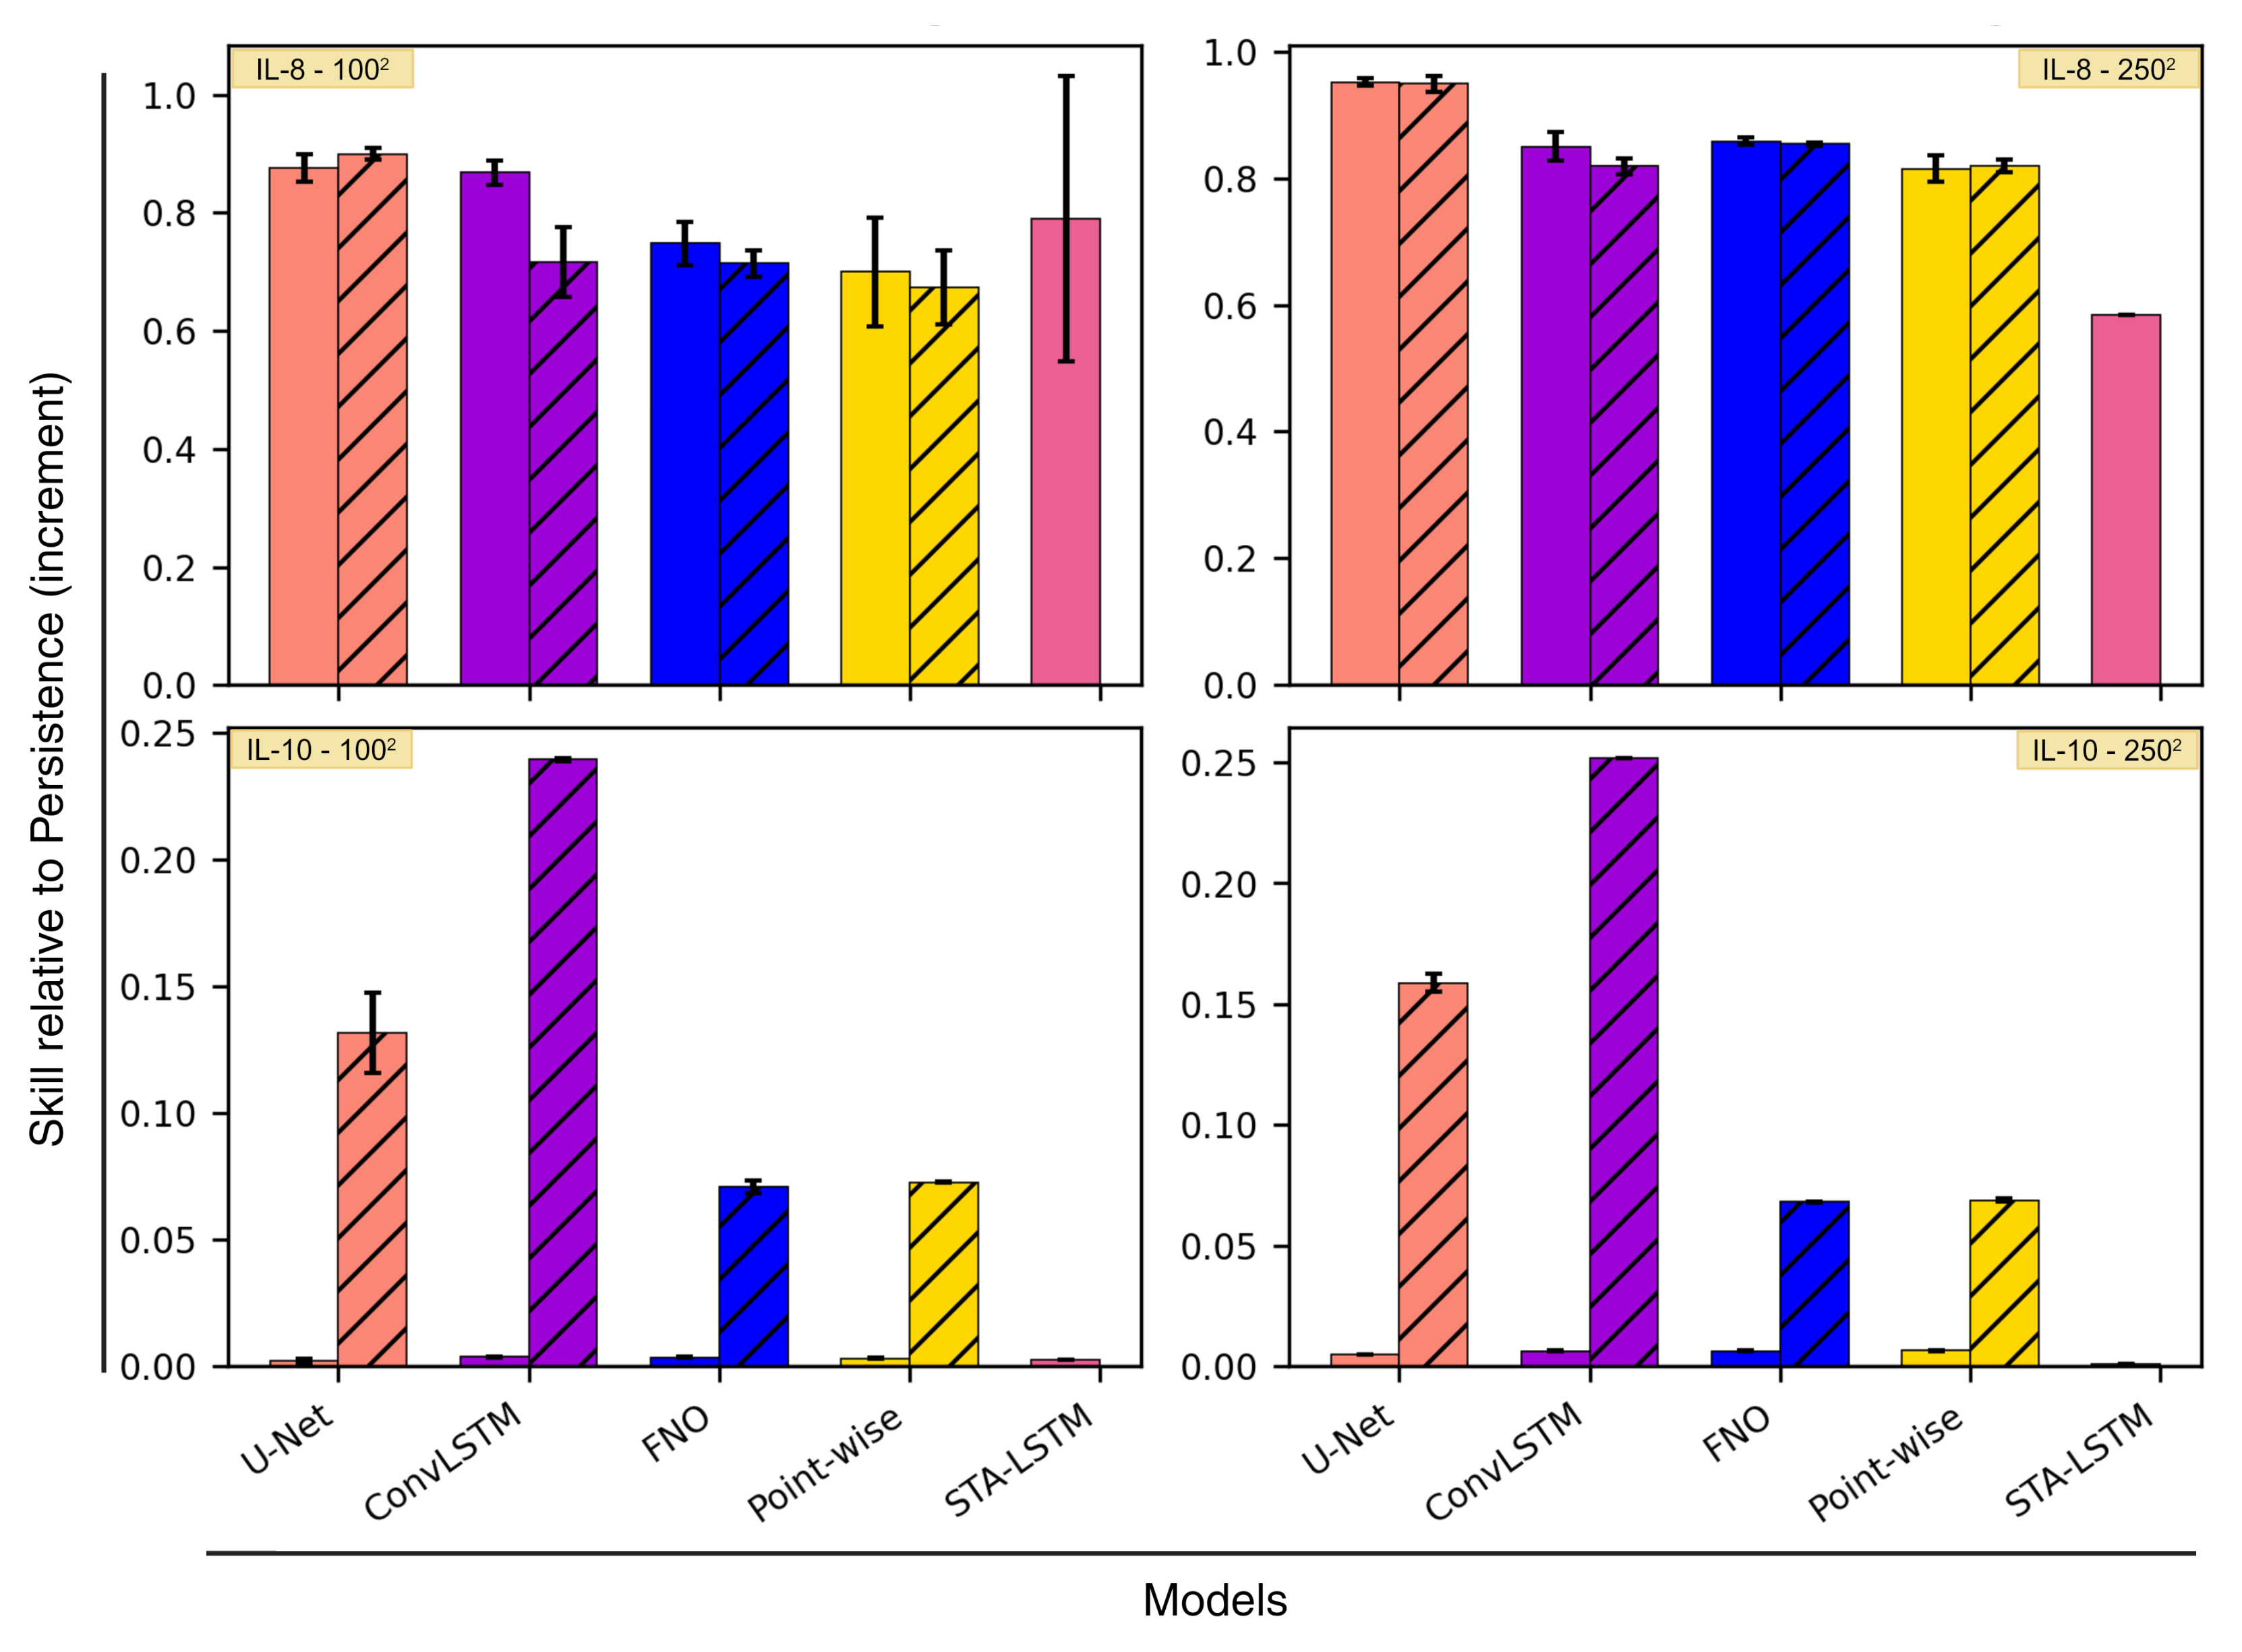 Skill relative to Persistence (increment)
IL-8 - 100²
1.0
0.8
0.6
0.4
0.2
0.0
IL-8 - 250²
1.0
0.8
0.6
0.4
0.2
0.0
IL-10 - 100²
0.25
0.20
0.15
0.10
0.05
0.00
U-Net
ConvLSTM
FNO
Point-wise
STA-LSTM
IL-10 - 250²
0.25
0.20
0.15
0.10
0.05
0.00
U-Net
ConvLSTM
FNO
Point-wise
STA-LSTM
Models